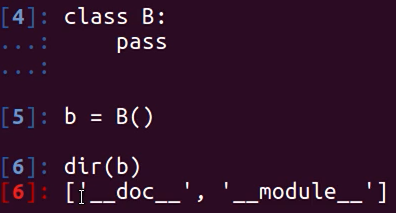 [4]: class B:
...:     pass
...:
[5]: b = B()
[6]: dir(b)
[6]: ['__doc__', '__module__']